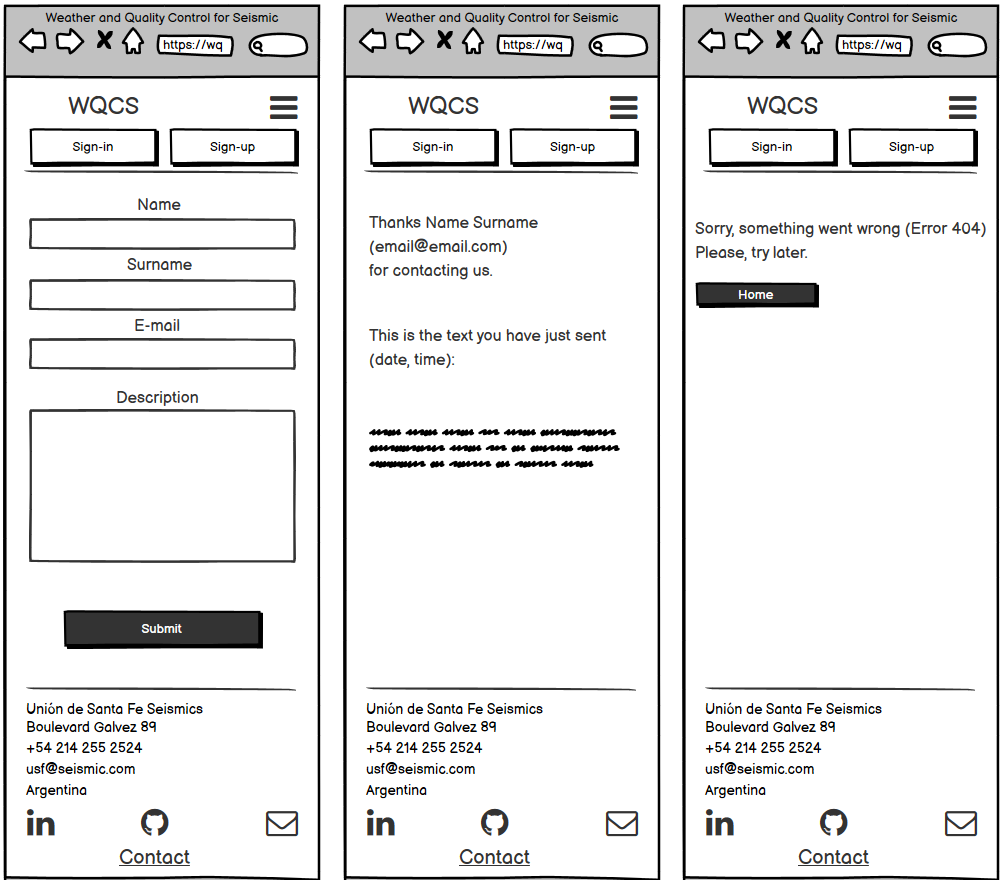 Weather and Quality Control for Seismic
https://wq
WQCS
Sign-in
Sign-up
Name
Surname
E-mail
Description
Submit
Unión de Santa Fe Seismics
Boulevard Galvez 89
+54 214 255 2524
usf@seismic.com
Argentina
in
Contact
Weather and Quality Control for Seismic
https://wq
WQCS
Sign-in
Sign-up
Thanks Name Surname
(email@email.com)
for contacting us.
This is the text you have just sent
(date, time):
Unión de Santa Fe Seismics
Boulevard Galvez 89
+54 214 255 2524
usf@seismic.com
Argentina
in
Contact
Weather and Quality Control for Seismic
https://wq
WQCS
Sign-in
Sign-up
Sorry, something went wrong (Error 404)
Please, try later.
Home
Unión de Santa Fe Seismics
Boulevard Galvez 89
+54 214 255 2524
usf@seismic.com
Argentina
in
Contact